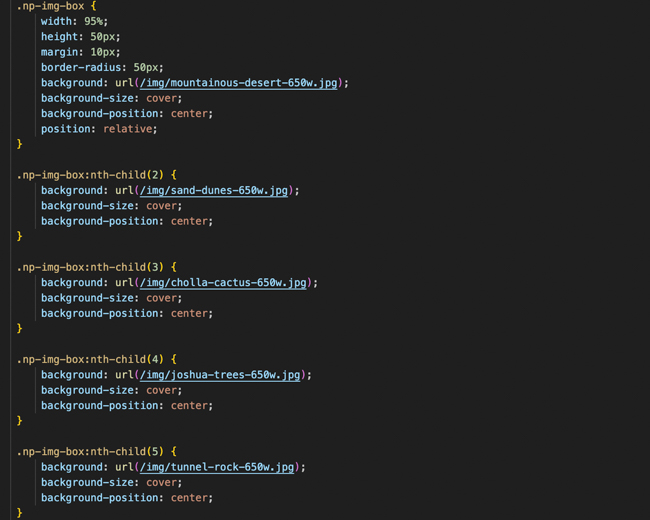 .np-img-box {
    width: 95%;
    height: 50px;
    margin: 10px;
    border-radius: 50px;
    background: url(/img/mountainous-desert-650w.jpg);
    background-size: cover;
    background-position: center;
    position: relative;
}

.np-img-box:nth-child(2) {
    background: url(/img/sand-dunes-650w.jpg);
    background-size: cover;
    background-position: center;
}

.np-img-box:nth-child(3) {
    background: url(/img/cholla-cactus-650w.jpg);
    background-size: cover;
    background-position: center;
}

.np-img-box:nth-child(4) {
    background: url(/img/joshua-trees-650w.jpg);
    background-size: cover;
    background-position: center;
}

.np-img-box:nth-child(5) {
    background: url(/img/tunnel-rock-650w.jpg);
    background-size: cover;
    background-position: center;
}